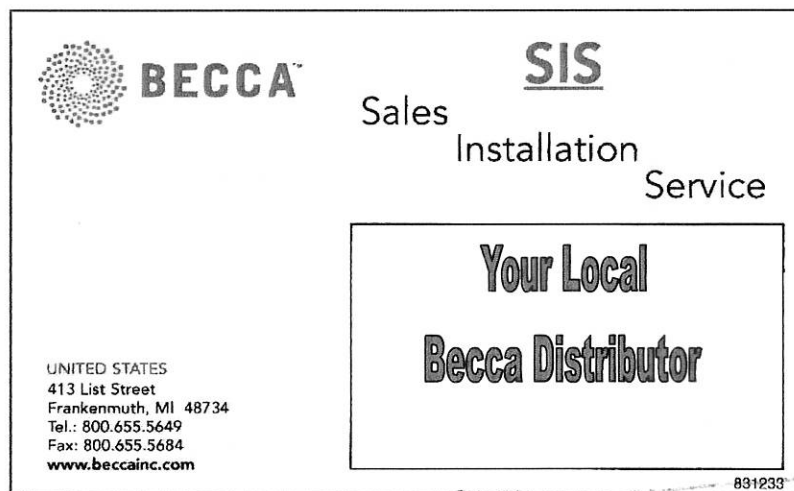 BECCA™
SIS
Sales
Installation
Service
Your Local
Becca Distributor
UNITED STATES
413 List Street
Frankenmuth, MI 48734
Tel.: 800.655.5649
Fax: 800.655.5684
www.beccainc.com
831233